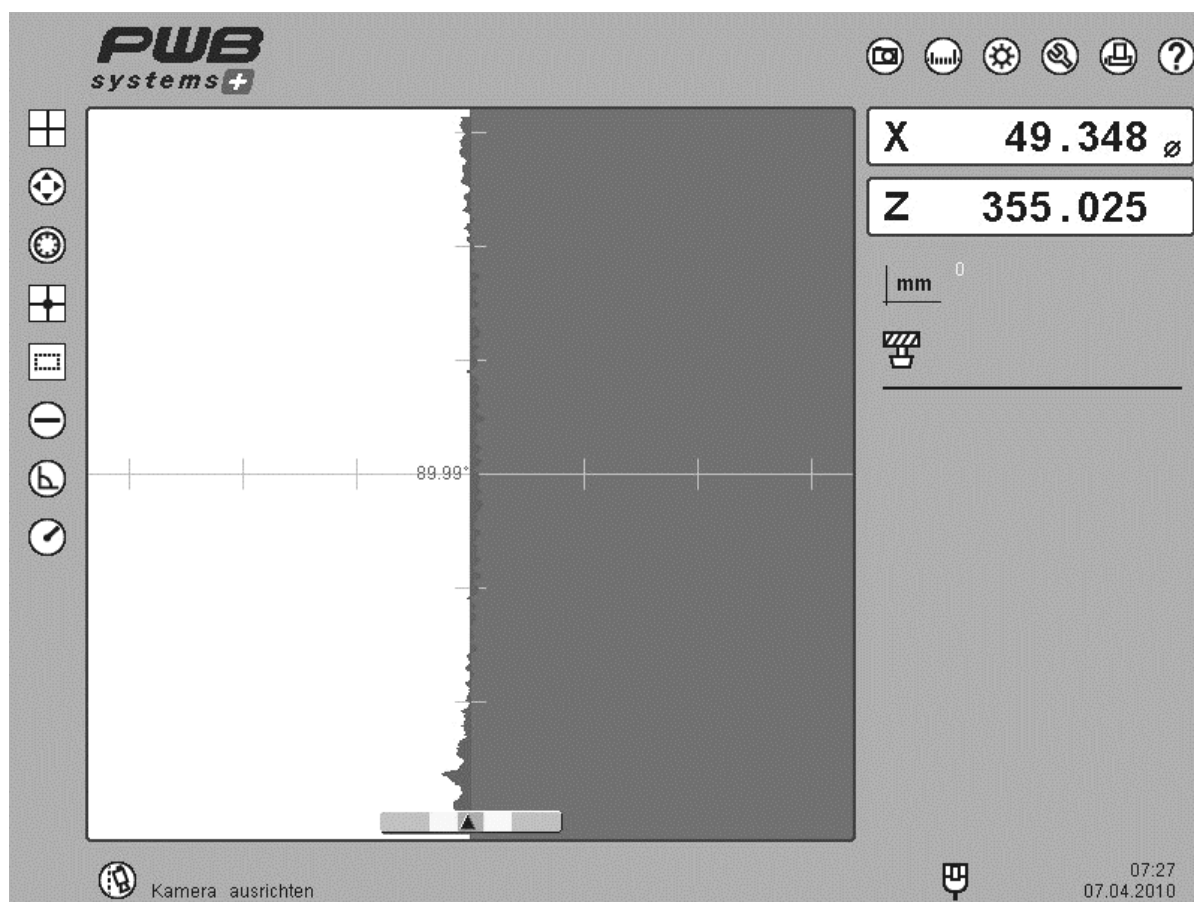 PWB
systems
X 49.348 ⌀
Z 355.025
mm 0
89.99°
Kamera ausrichten
07:27
07.04.2010